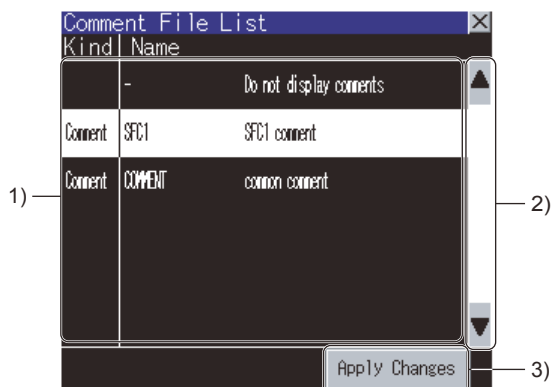 Comment File List
Kind Name
- Do not display comments
Comment SFC1 SFC1 comment
1)
Comment COMMENT common comment
2)
Apply Changes
3)